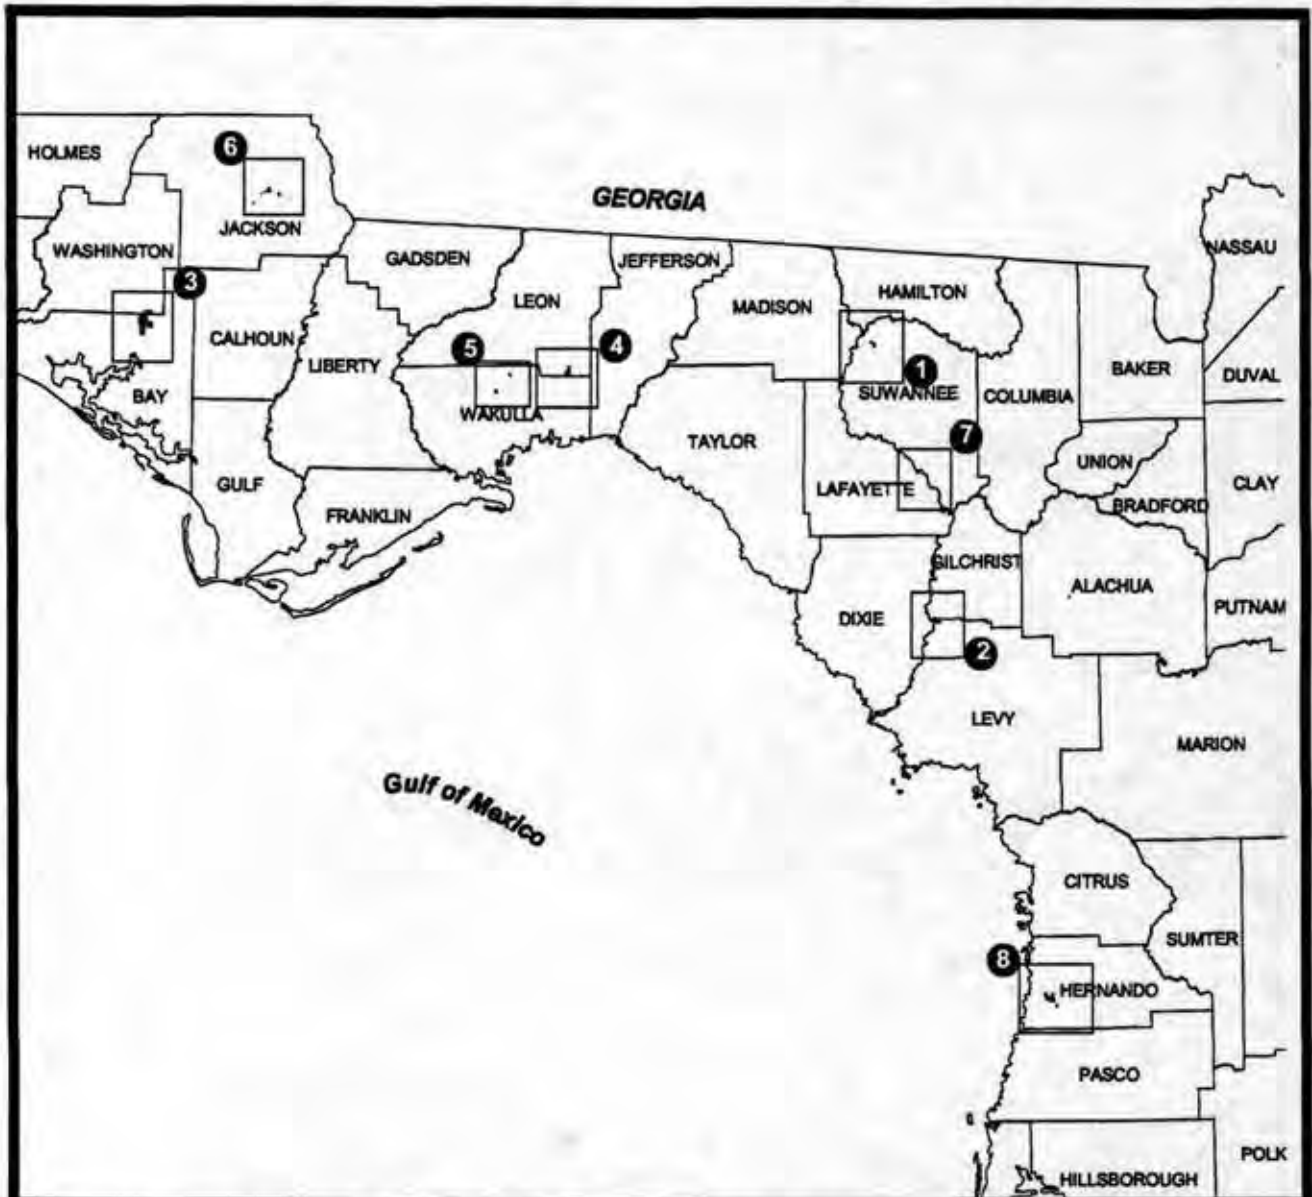 6
HOLMES
GEORGIA
JACKSON
WASHINGTON
GADSDEN
JEFFERSON
NASSAU
3
LEON
MADISON
HAMILTON
CALHOUN
LIBERTY
5
4
1
BAKER
DUVAL
BAY
WAKULLA
SUWANNEE
COLUMBIA
TAYLOR
7
UNION
GULF
LAFAYETTE
CLAY
FRANKLIN
BRADFORD
GILCHRIST
ALACHUA
DIXIE
PUTNAM
2
LEVY
MARION
Gulf of Mexico
CITRUS
SUMTER
8
HERNANDO
PASCO
POLK
HILLSBOROUGH